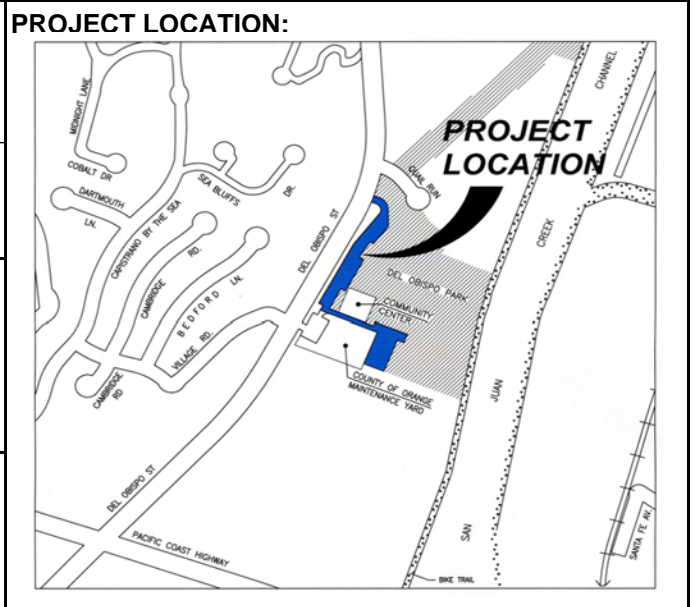 PROJECT LOCATION:
PROJECT
LOCATION
MIDNIGHT LANE
COBALT DR
DARTMOUTH
LN.
SEA BLUFFS
DR.
CAPISTRANO BY THE SEA
CAMBRIDGE
RD.
BEDFORD LN.
VILLAGE RD.
CAMBRIDGE
RD
DEL OBISPO ST
QUAIL RUN
DEL OBISPO PARK
COMMUNITY
CENTER
COUNTY OF ORANGE
MAINTENANCE YARD
CHANNEL
CREEK
JUAN
SAN
DEL OBISPO ST
PACIFIC COAST HIGHWAY
BIKE TRAIL
SANTA FE AV.